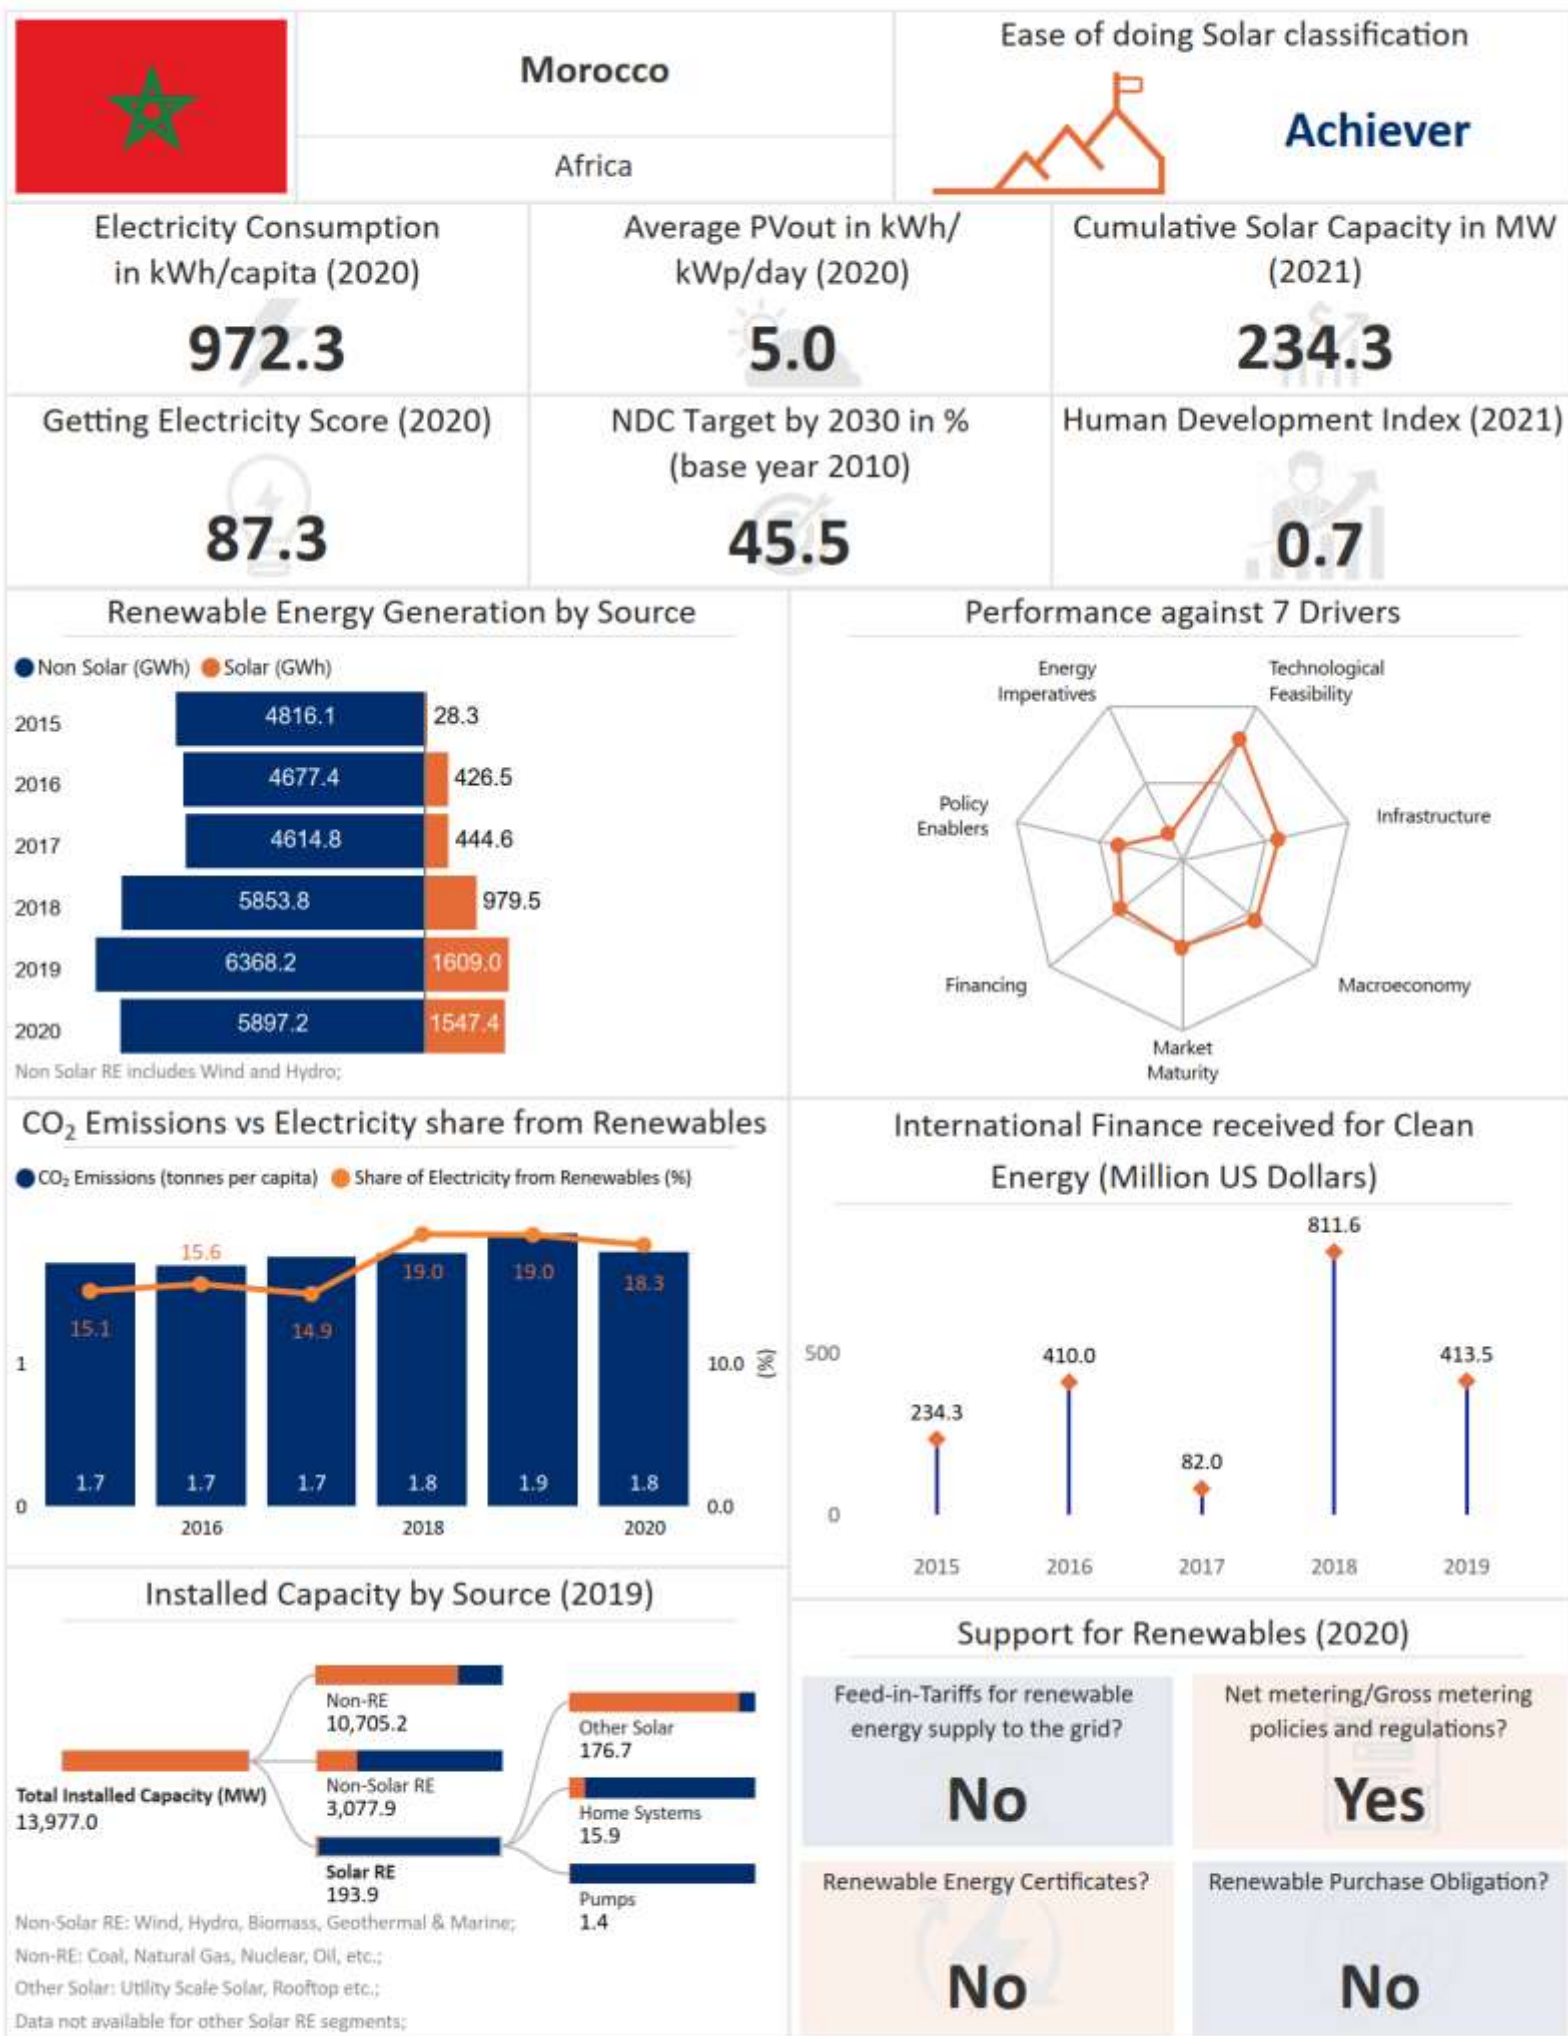 Morocco
Africa
Ease of doing Solar classification
Achiever
Electricity Consumption
in kWh/capita (2020)
972.3
Average PVout in kWh/
kWp/day (2020)
5.0
Cumulative Solar Capacity in MW
(2021)
234.3
Getting Electricity Score (2020)
87.3
NDC Target by 2030 in %
(base year 2010)
45.5
Human Development Index (2021)
0.7
Renewable Energy Generation by Source
Non Solar (GWh) Solar (GWh)
2015 4816.1 28.3
2016 4677.4 426.5
2017 4614.8 444.6
2018 5853.8 979.5
2019 6368.2 1609.0
2020 5897.2 1547.4
Non Solar RE includes Wind and Hydro;
Performance against 7 Drivers
Energy
Imperatives
Technological
Feasibility
Policy
Enablers
Infrastructure
Financing
Macroeconomy
Market
Maturity
CO₂ Emissions vs Electricity share from Renewables
CO₂ Emissions (tonnes per capita) Share of Electricity from Renewables (%)
15.6
19.0 19.0 18.3
15.1 14.9
1 10.0 (%)
1.7 1.7 1.7 1.8 1.9 1.8
0 0.0
2016 2018 2020
International Finance received for Clean
Energy (Million US Dollars)
811.6
500 410.0 413.5
234.3
82.0
0
2015 2016 2017 2018 2019
Installed Capacity by Source (2019)
Total Installed Capacity (MW)
13,977.0
Non-RE
10,705.2
Non-Solar RE
3,077.9
Solar RE
193.9
Other Solar
176.7
Home Systems
15.9
Pumps
1.4
Non-Solar RE: Wind, Hydro, Biomass, Geothermal & Marine;
Non-RE: Coal, Natural Gas, Nuclear, Oil, etc.;
Other Solar: Utility Scale Solar, Rooftop etc.;
Data not available for other Solar RE segments;
Support for Renewables (2020)
Feed-in-Tariffs for renewable
energy supply to the grid?
No
Net metering/Gross metering
policies and regulations?
Yes
Renewable Energy Certificates?
No
Renewable Purchase Obligation?
No